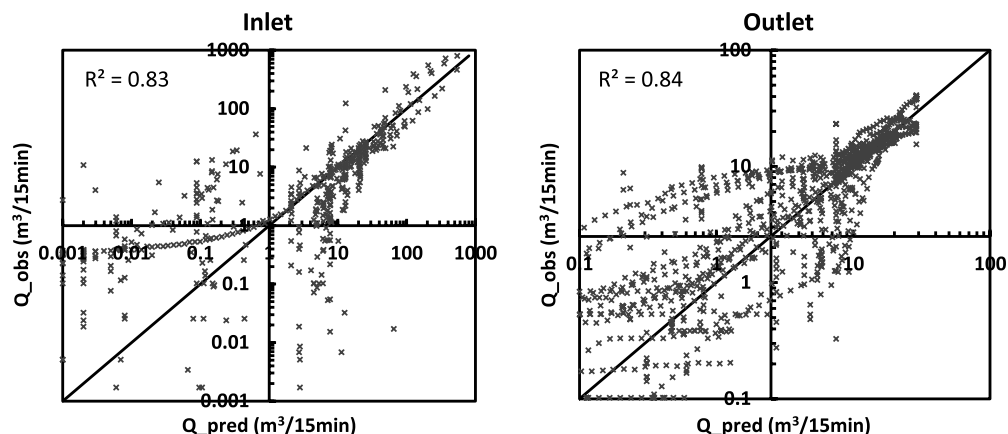 Inlet
1000
R² = 0.83
100
10
0.001 0.01 0.1 1 10 100 1000
0.1
0.01
0.001
Q_obs (m³/15min)
Q_pred (m³/15min)
Outlet
100
R² = 0.84
10
0.1 1 10 100
1
0.1
Q_obs (m³/15min)
Q_pred (m³/15min)